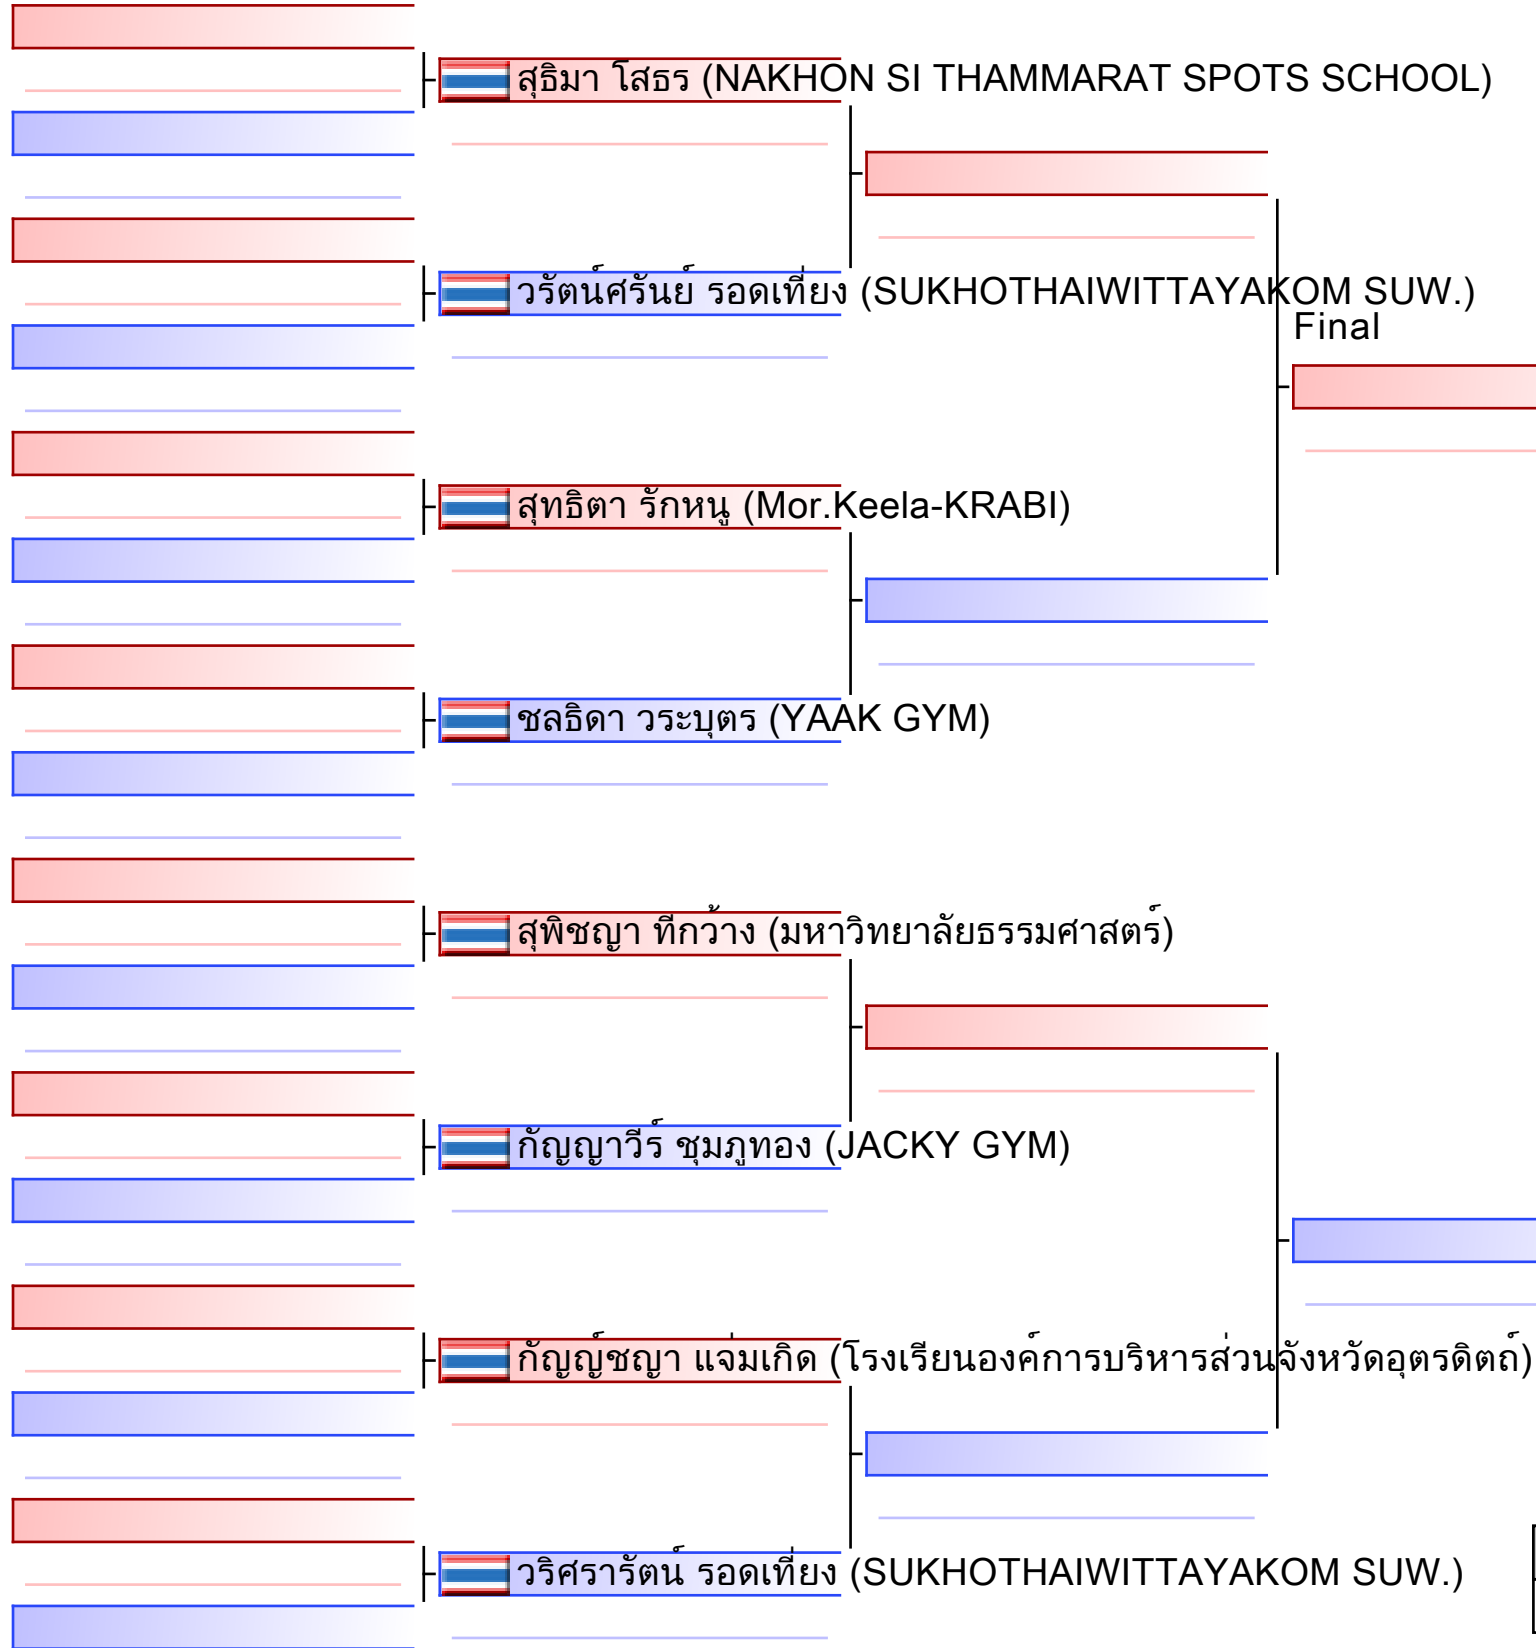 สุธิมา โสธร (NAKHON SI THAMMARAT SPOTS SCHOOL)
วรัตน์ศรันย์ รอดเที่ยง (SUKHOTHAIWITTAYAKOM SUW.)
Final
สุทธิตา รักหนู (Mor.Keela-KRABI)
ชลธิดา วระบุตร (YAAK GYM)
สุพิชญา ที่กว้าง (มหาวิทยาลัยธรรมศาสตร์)
กัญญาวีร์ ชุมภูทอง (JACKY GYM)
กัญญ์ชญา แจ่มเกิด (โรงเรียนองค์การบริหารส่วนจังหวัดอุตรดิตถ์)
วริศรารัตน์ รอดเที่ยง (SUKHOTHAIWITTAYAKOM SUW.)